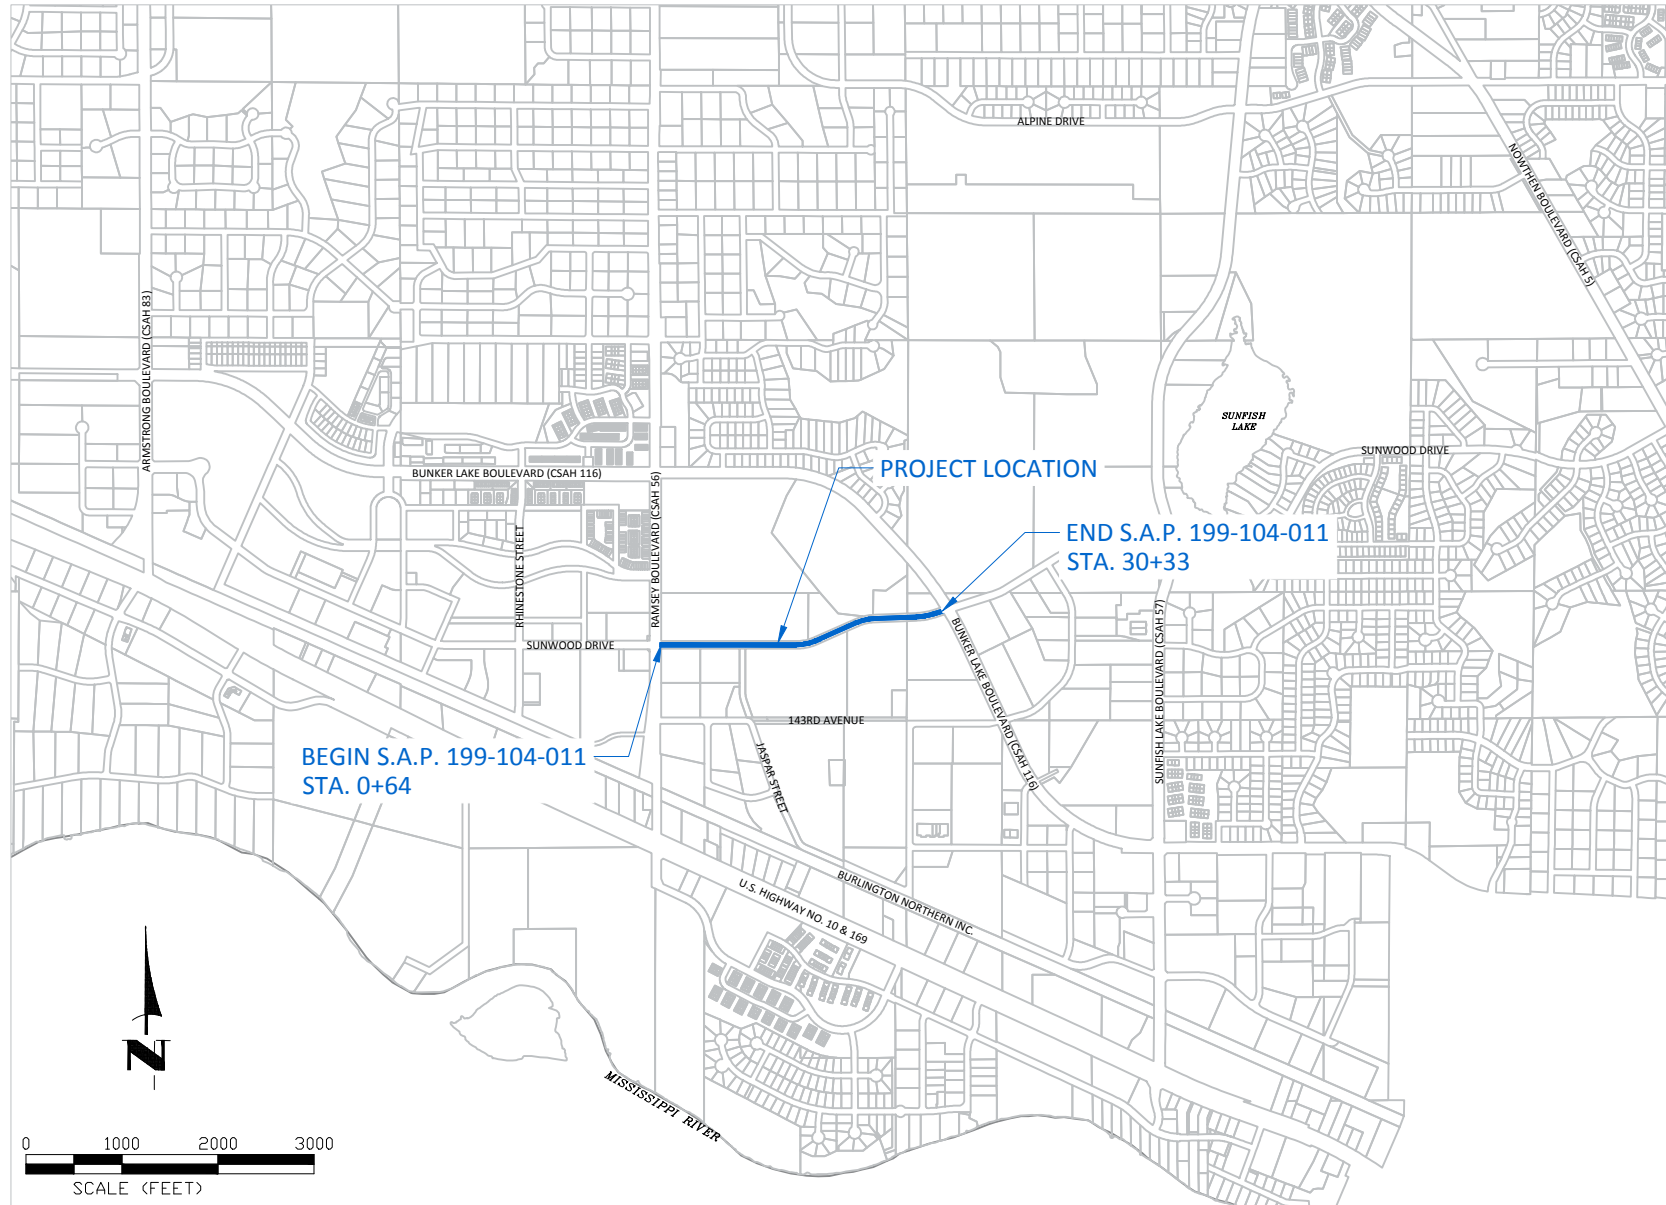 ALPINE DRIVE
NOWTHEN BOULEVARD (CSAH 5)
ARMSTRONG BOULEVARD (CSAH 83)
SUNFISH
LAKE
SUNWOOD DRIVE
BUNKER LAKE BOULEVARD (CSAH 116)
PROJECT LOCATION
RAMSEY BOULEVARD (CSAH 56)
RHINESTONE STREET
END S.A.P. 199-104-011
STA. 30+33
SUNWOOD DRIVE
BUNKER LAKE BOULEVARD (CSAH 116)
SUNFISH LAKE BOULEVARD (CSAH 57)
143RD AVENUE
BEGIN S.A.P. 199-104-011
STA. 0+64
JASPAR STREET
BURLINGTON NORTHERN INC.
U.S. HIGHWAY NO. 10 & 169
N
MISSISSIPPI RIVER
0 1000 2000 3000
SCALE (FEET)